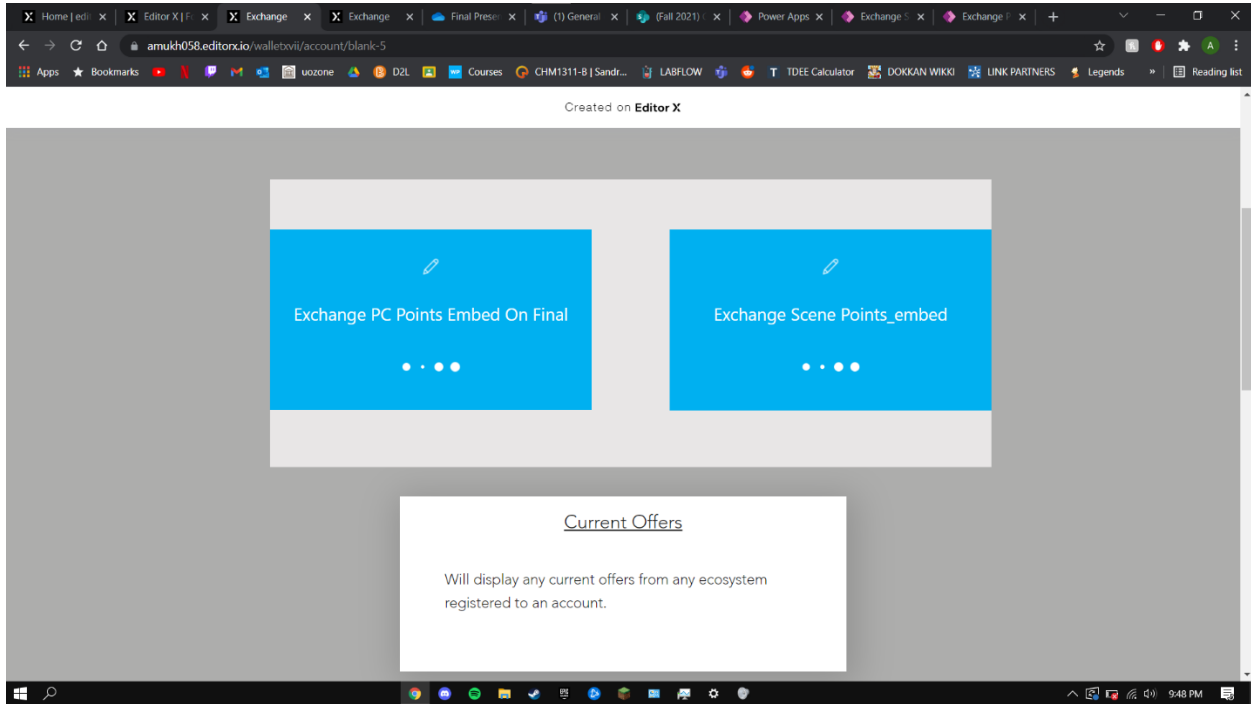 Home | edi
Editor X | F
Exchange
Exchange
Final Presen
(1) General
(Fall 2021)
Power Apps
Exchange S
Exchange P
amukh058.editorx.io/walletxvii/account/blank-5
Apps
Bookmarks
uozone
D2L
Courses
CHM1311-B | Sandr...
LABFLOW
TDEE Calculator
DOKKAN WIKKI
LINK PARTNERS
Legends
»
Reading list
Created on Editor X
Exchange PC Points Embed On Final
Exchange Scene Points_embed
Current Offers
Will display any current offers from any ecosystem
registered to an account.
9:48 PM